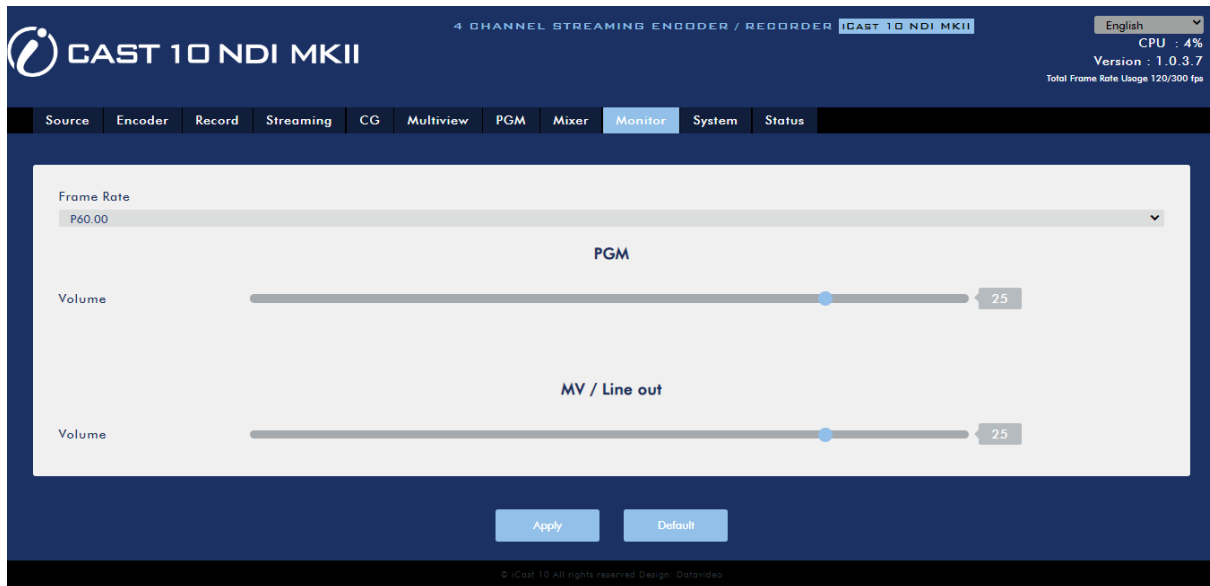 4 CHANNEL STREAMING ENCODER / RECORDER iCAST 10 NDI MKII
English
i CAST 10 NDI MKII
CPU : 4%
Version : 1.0.3.7
Total Frame Rate Usage 120/300 fps
Source Encoder Record Streaming CG Multiview PGM Mixer Monitor System Status
Frame Rate
P60.00
PGM
Volume 25
MV / Line out
Volume 25
Apply Default
© iCast 10 All rights reserved Design: Datavideo